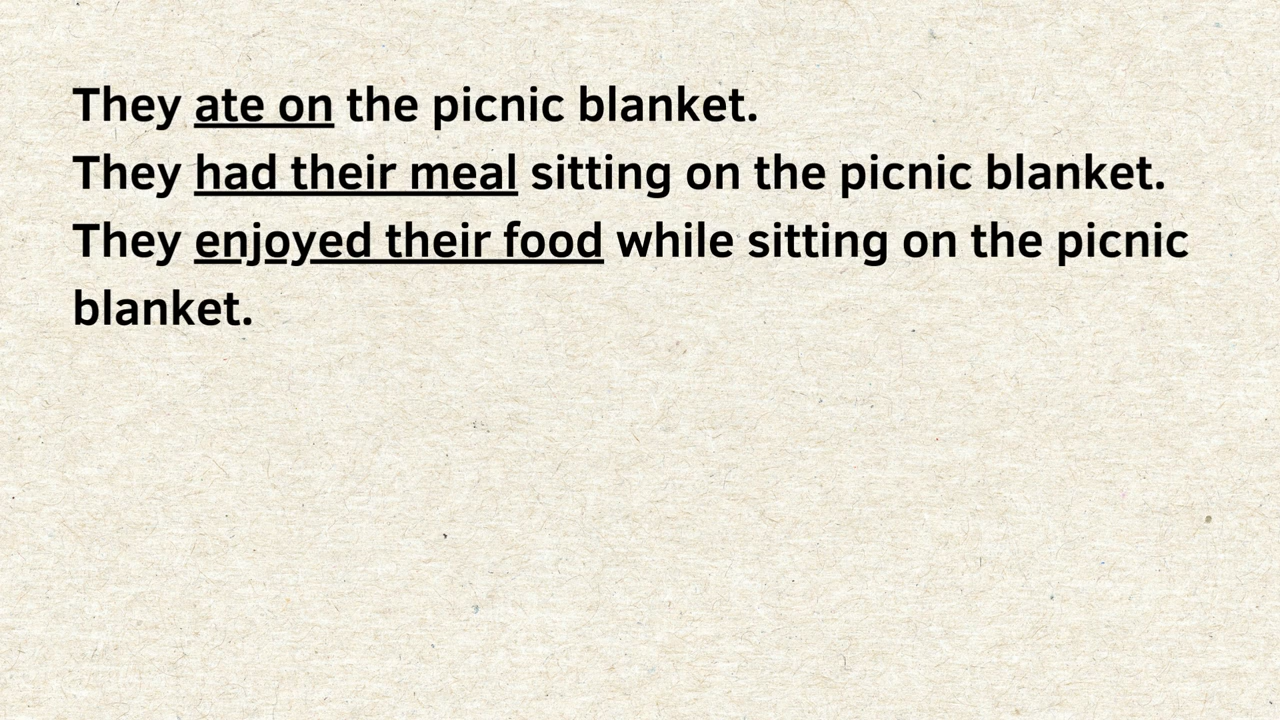 They ate on the picnic blanket.
They had their meal sitting on the picnic blanket.
They enjoyed their food while sitting on the picnic
blanket.